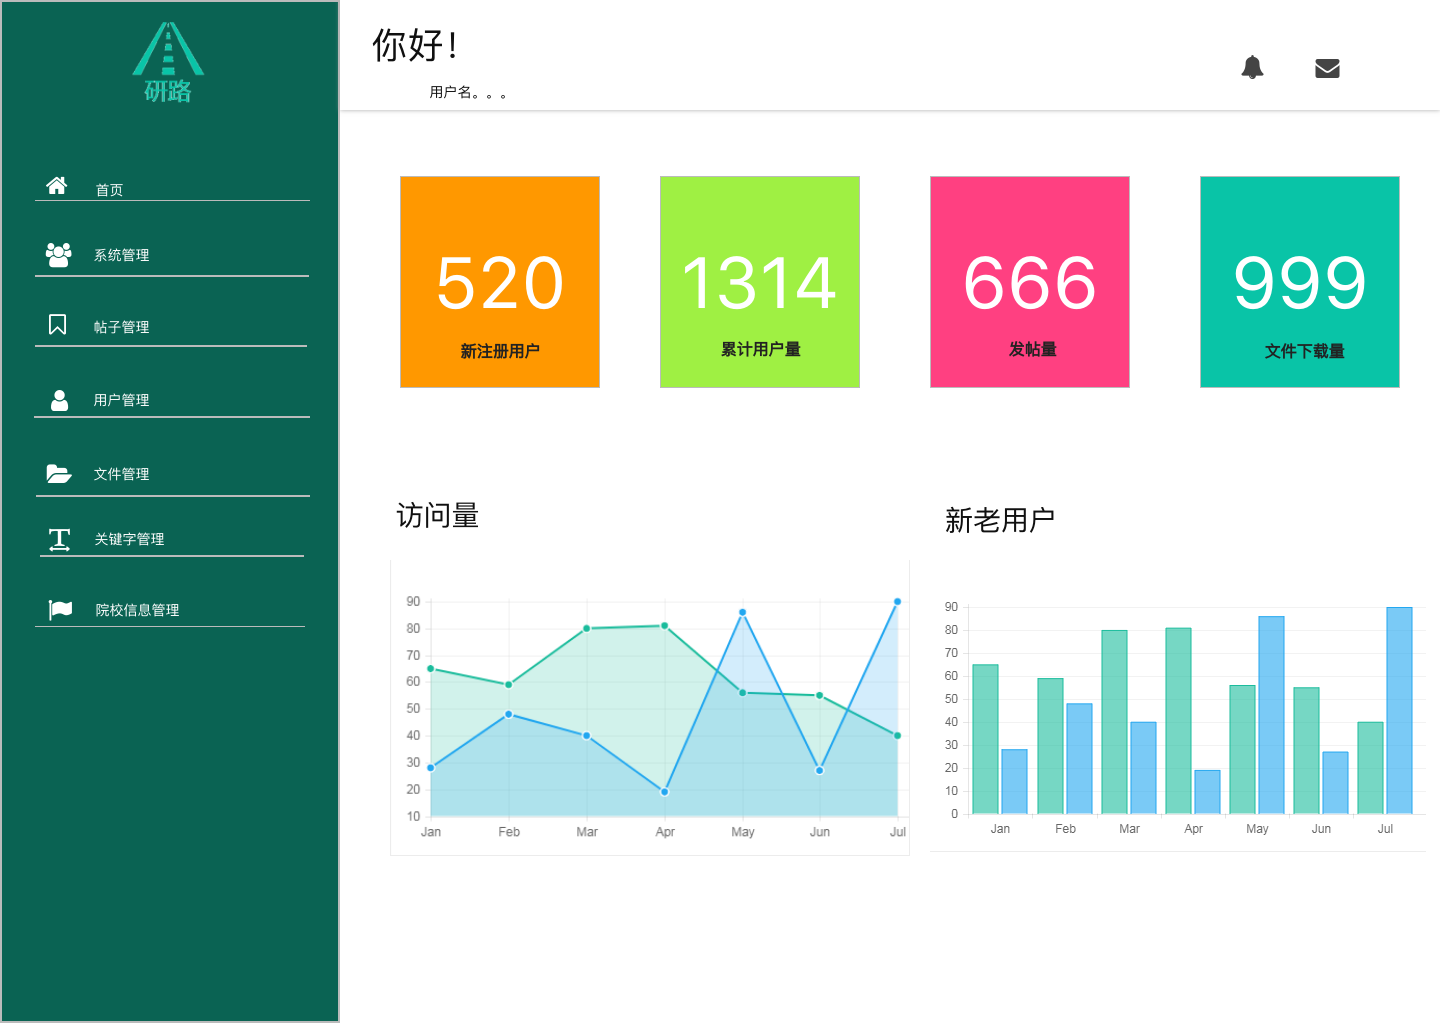 研路
首页
系统管理
帖子管理
用户管理
文件管理
关键字管理
院校信息管理
你好！
用户名。。。
520
新注册用户
1314
累计用户量
666
发帖量
999
文件下载量
访问量
90
80
70
60
50
40
30
20
10
Jan Feb Mar Apr May Jun Jul
新老用户
90
80
70
60
50
40
30
20
10
0
Jan Feb Mar Apr May Jun Jul